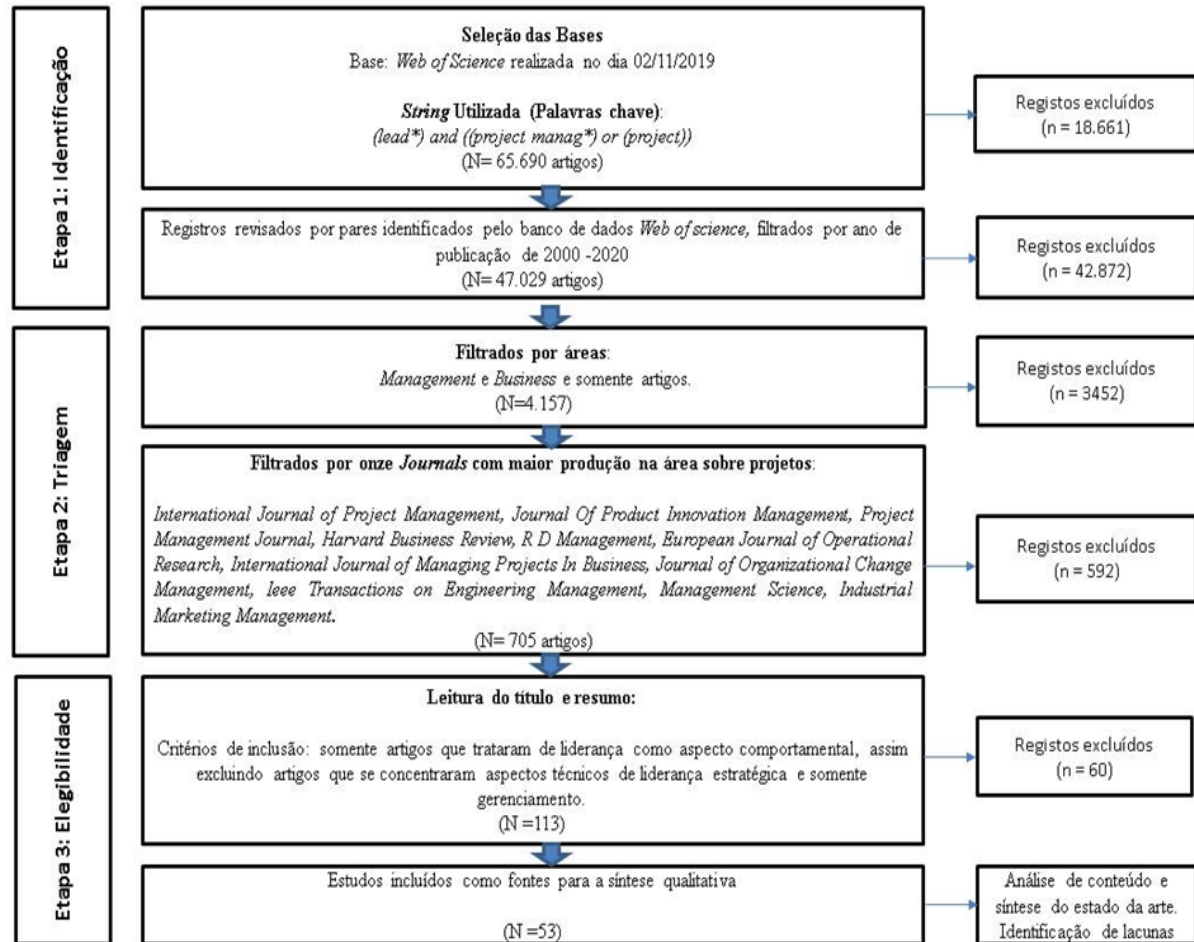 Etapa 1: Identificação
Seleção das Bases
Base: Web of Science realizada no dia 02/11/2019
String Utilizada (Palavras chave):
(lead*) and ((project manag*) or (project))
(N= 65.690 artigos)
Registos excluídos
(n = 18.661)
Registros revisados por pares identificados pelo banco de dados Web of science, filtrados por ano de
publicação de 2000 -2020
(N= 47.029 artigos)
Registos excluídos
(n = 42.872)
Etapa 2: Triagem
Filtrados por áreas:
Management e Business e somente artigos.
(N=4.157)
Registos excluídos
(n = 3452)
Filtrados por onze Journals com maior produção na área sobre projetos:
International Journal of Project Management, Journal Of Product Innovation Management, Project
Management Journal, Harvard Business Review, R D Management, European Journal of Operational
Research, International Journal of Managing Projects In Business, Journal of Organizational Change
Management, Ieee Transactions on Engineering Management, Management Science, Industrial
Marketing Management.
(N= 705 artigos)
Registos excluídos
(n = 592)
Etapa 3: Elegibilidade
Leitura do título e resumo:
Critérios de inclusão: somente artigos que trataram de liderança como aspecto comportamental, assim
excluindo artigos que se concentraram aspectos técnicos de liderança estratégica e somente
gerenciamento.
(N =113)
Registos excluídos
(n = 60)
Estudos incluídos como fontes para a síntese qualitativa
(N =53)
Análise de conteúdo e
síntese do estado da arte.
Identificação de lacunas